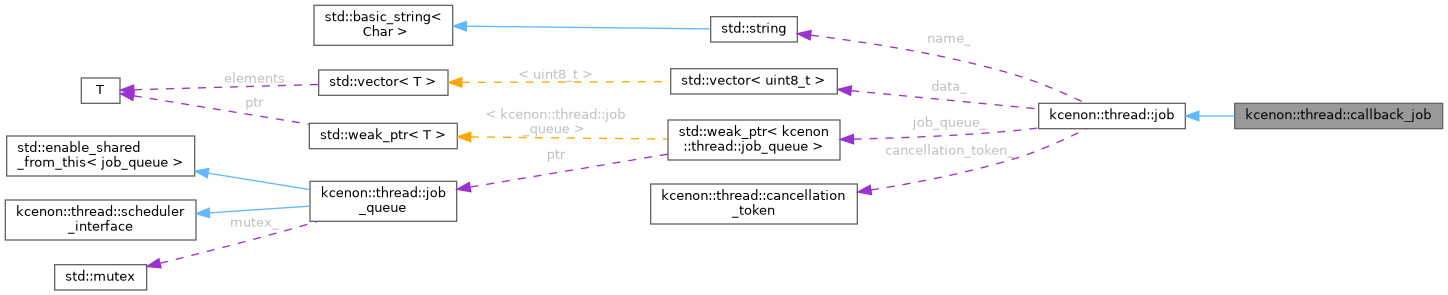 std::basic_string<
Char >
std::string
name_
elements
std::vector< T >
< uint8_t >
std::vector< uint8_t >
data_
T
ptr
std::weak_ptr< T >
< kcenon::thread::job
_queue >
std::weak_ptr< kcenon
::thread::job_queue >
job_queue_
kcenon::thread::job
kcenon::thread::callback_job
cancellation_token_
std::enable_shared
_from_this< job_queue >
ptr
kcenon::thread::job
_queue
kcenon::thread::cancellation
_token
kcenon::thread::scheduler
_interface
mutex_
std::mutex